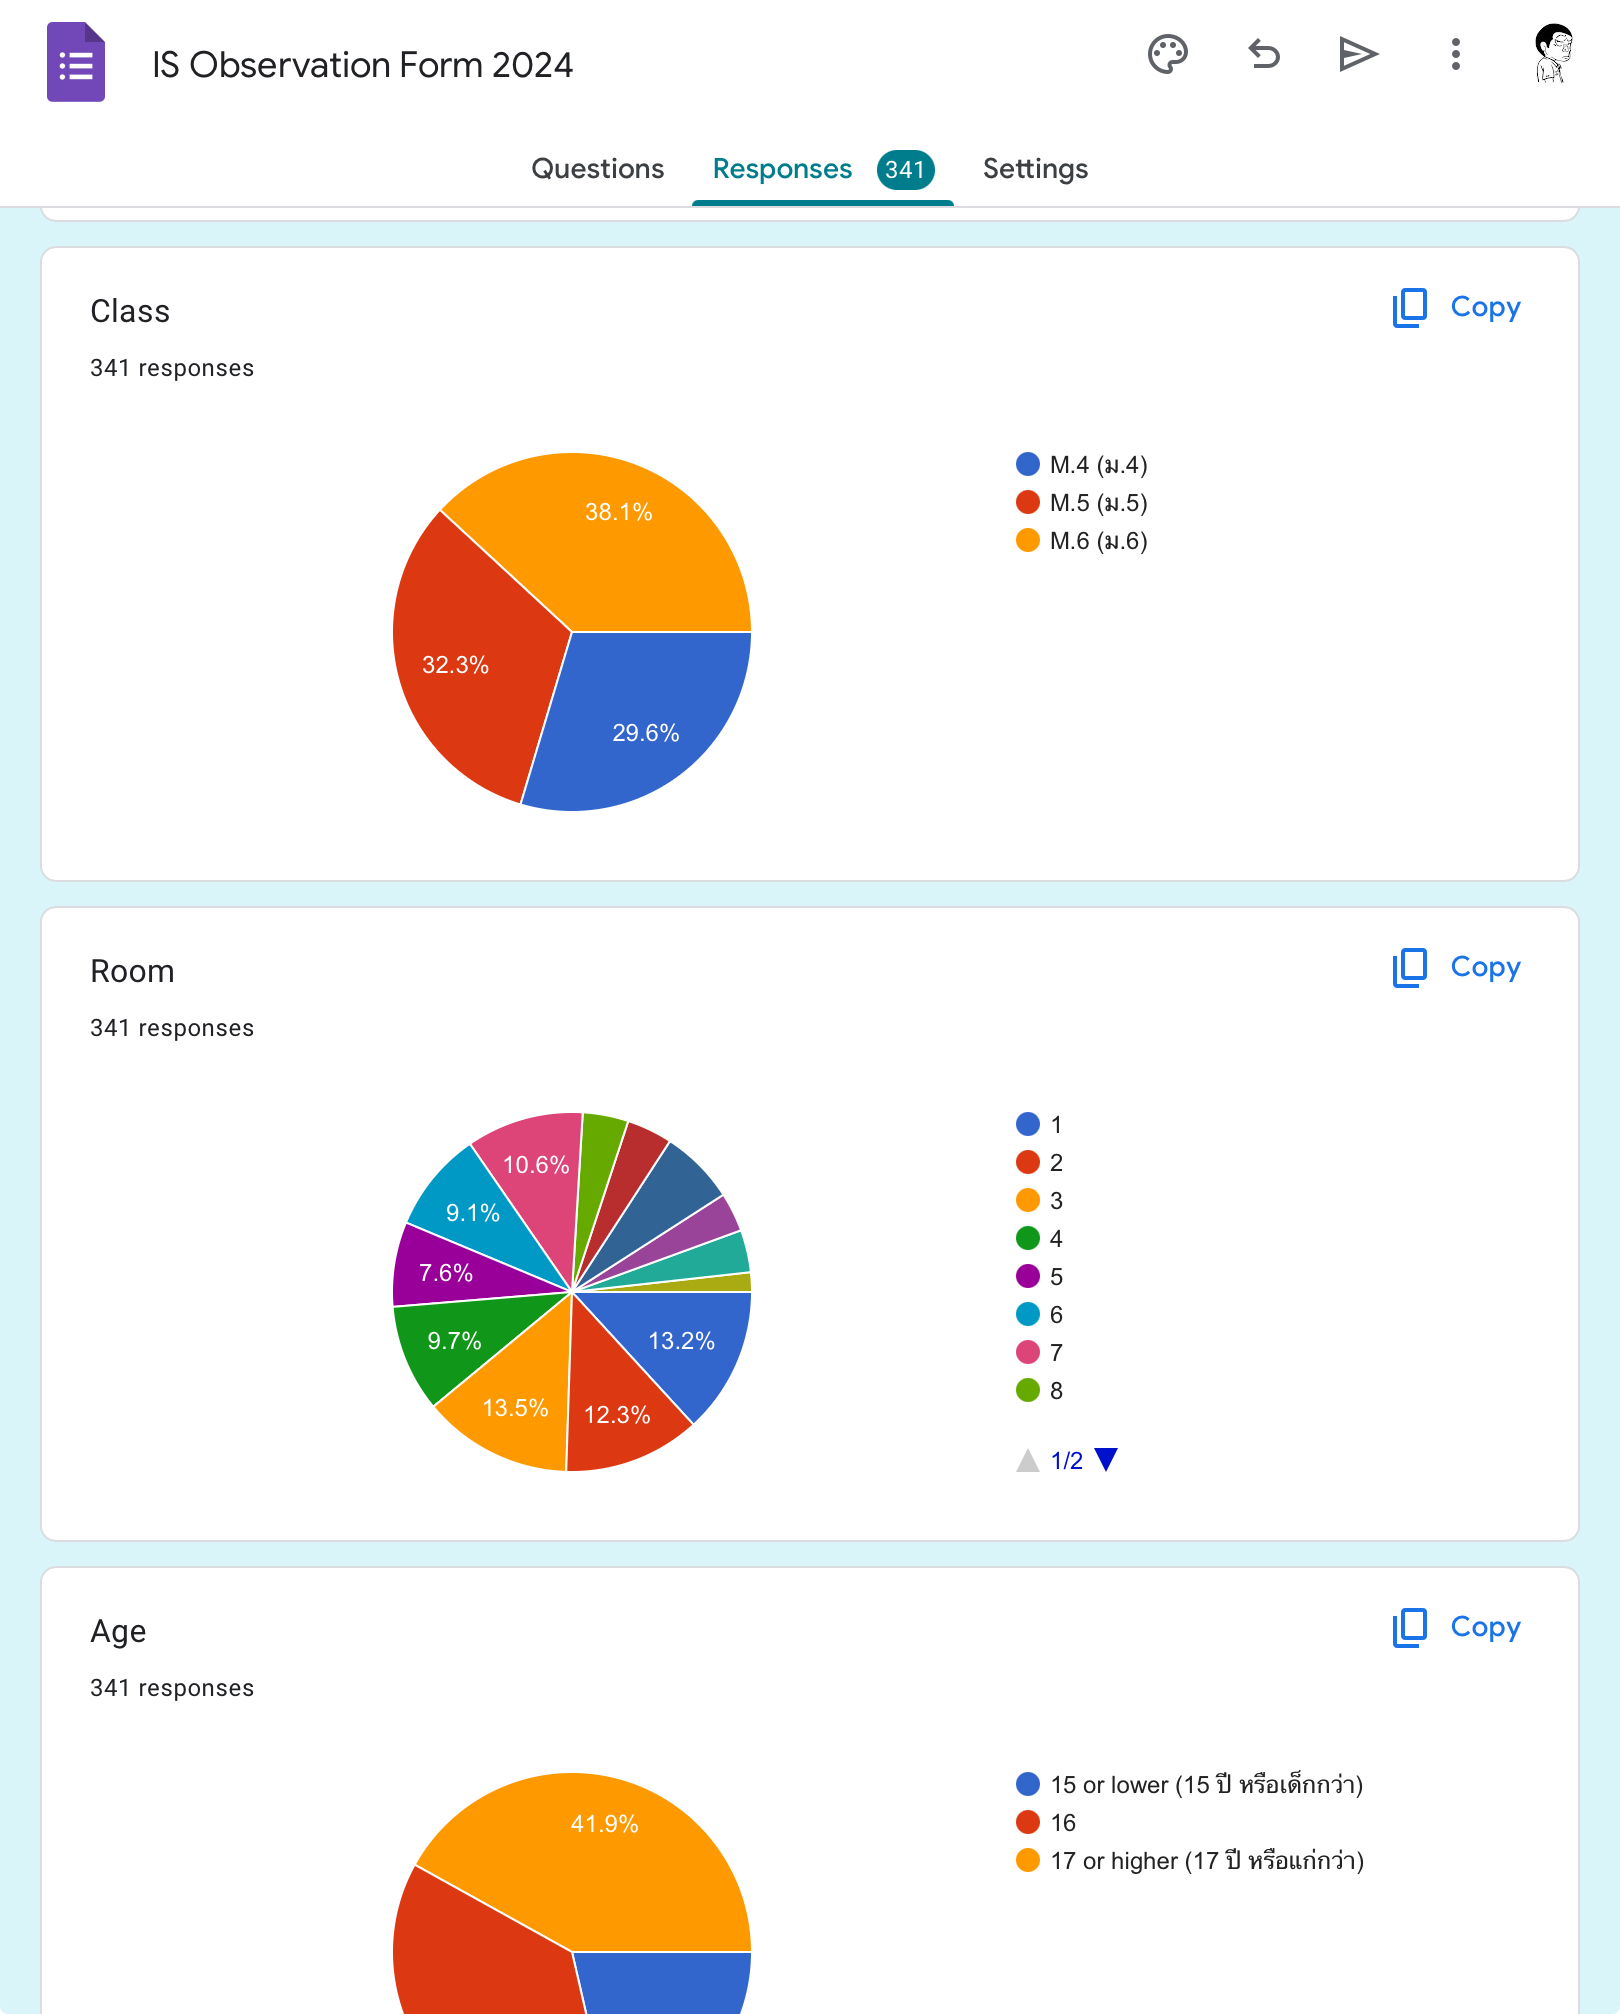 IS Observation Form 2024
Questions
Responses 341
Settings
Class
Copy
341 responses
38.1%
32.3%
29.6%
M.4 (ม.4)
M.5 (ม.5)
M.6 (ม.6)
Room
Copy
341 responses
10.6%
9.1%
7.6%
9.7%
13.5%
12.3%
13.2%
1
2
3
4
5
6
7
8
1/2
Age
Copy
341 responses
41.9%
15 or lower (15 ปี หรือเด็กกว่า)
16
17 or higher (17 ปี หรือแก่กว่า)